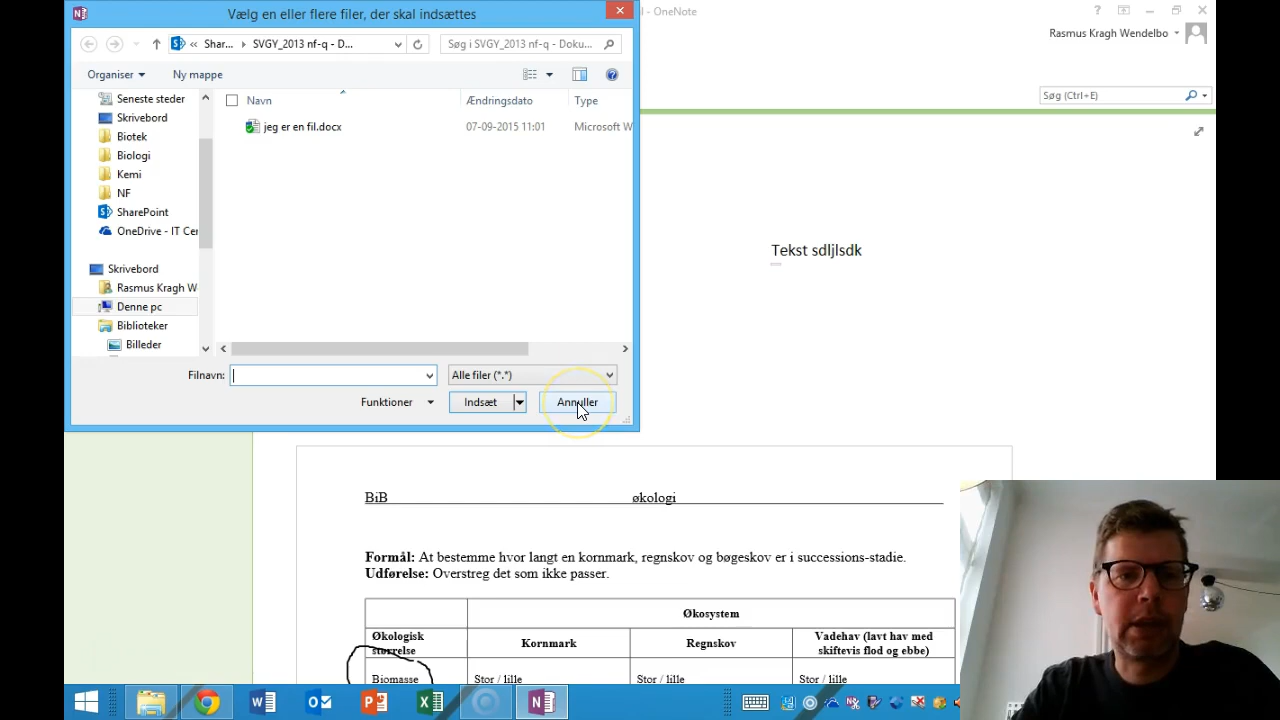 Vælg en eller flere filer, der skal indsættes
- OneNote
Rasmus Kragh Wendelbo
« Shar... SVGY_2013 nf-q - D...
Søg i SVGY_2013 nf-q - Doku...
Søg (Ctrl+E)
Organiser Ny mappe
Navn Ændringsdato Type
jeg er en fil.docx 07-09-2015 11:01 Microsoft W
Seneste steder
Skrivebord
Biotek
Biologi
Kemi
NF
SharePoint
OneDrive - IT Cer
Skrivebord
Rasmus Kragh W
Denne pc
Biblioteker
Billeder
Tekst sdljlsdk
Filnavn:
Alle filer (*.*)
Funktioner Indsæt Annuller
BiB økologi
Formål: At bestemme hvor langt en kornmark, regnskov og bøgeskov er i successions-stadie.
Udførelse: Overstreg det som ikke passer.
Økosystem
Økologisk størrelse Kornmark Regnskov Vadehav (lavt hav med skiftevis flod og ebbe)
Biomasse Stor / lille Stor / lille Stor / lille